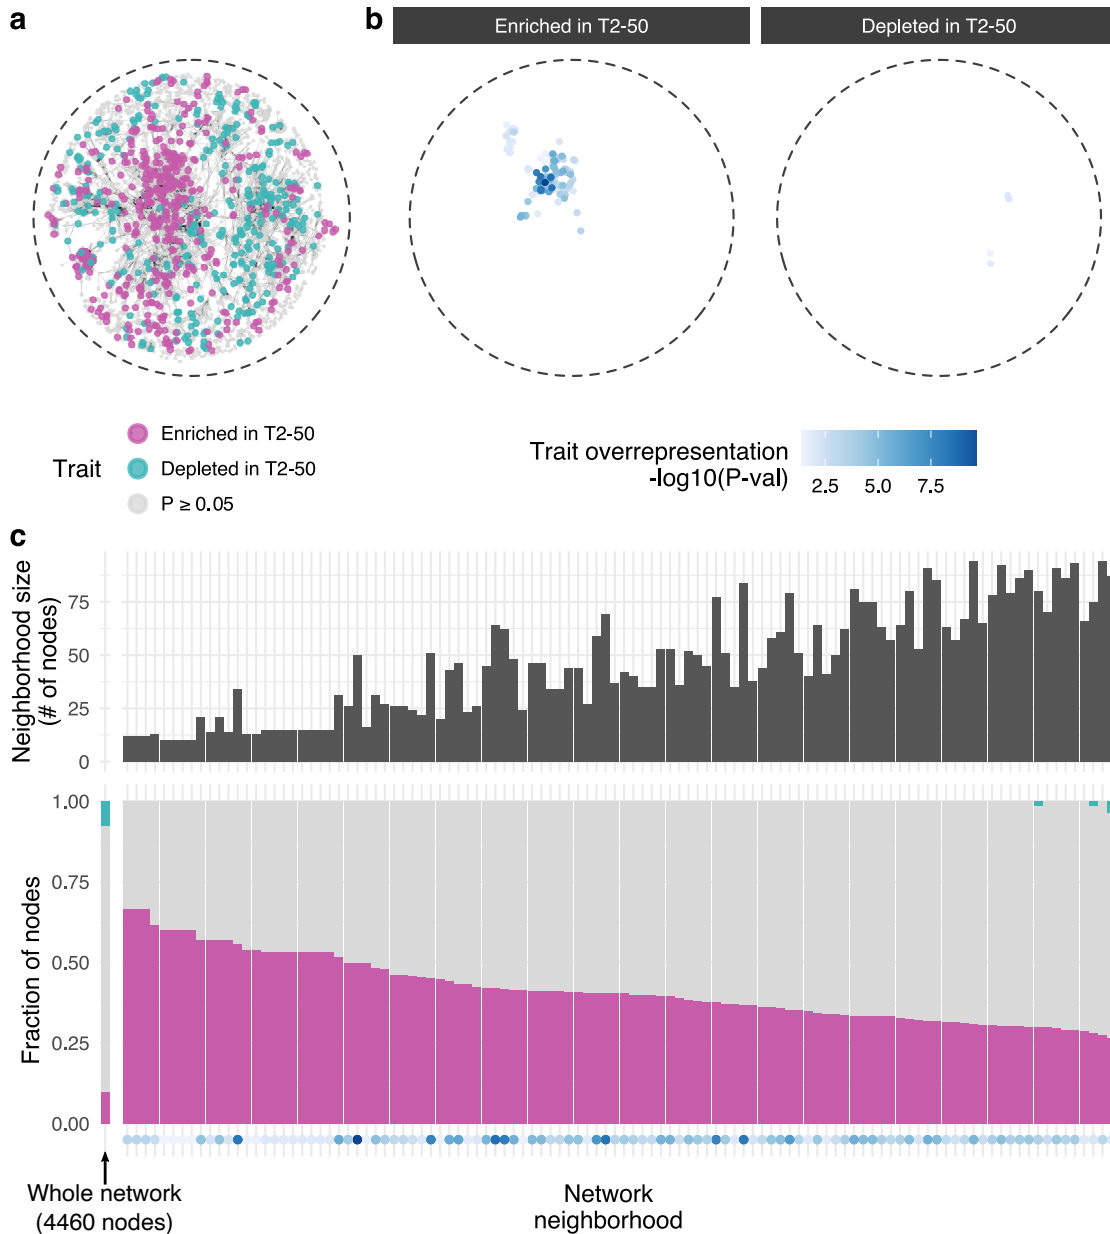 a
b
Enriched in T2-50
Depleted in T2-50
Trait
Enriched in T2-50
Depleted in T2-50
P ≥ 0.05
Trait overrepresentation
-log10(P-val)
2.5 5.0 7.5
c
Neighborhood size
(# of nodes)
75
50
25
0
Fraction of nodes
1.00
0.75
0.50
0.25
0.00
Whole network
(4460 nodes)
Network
neighborhood